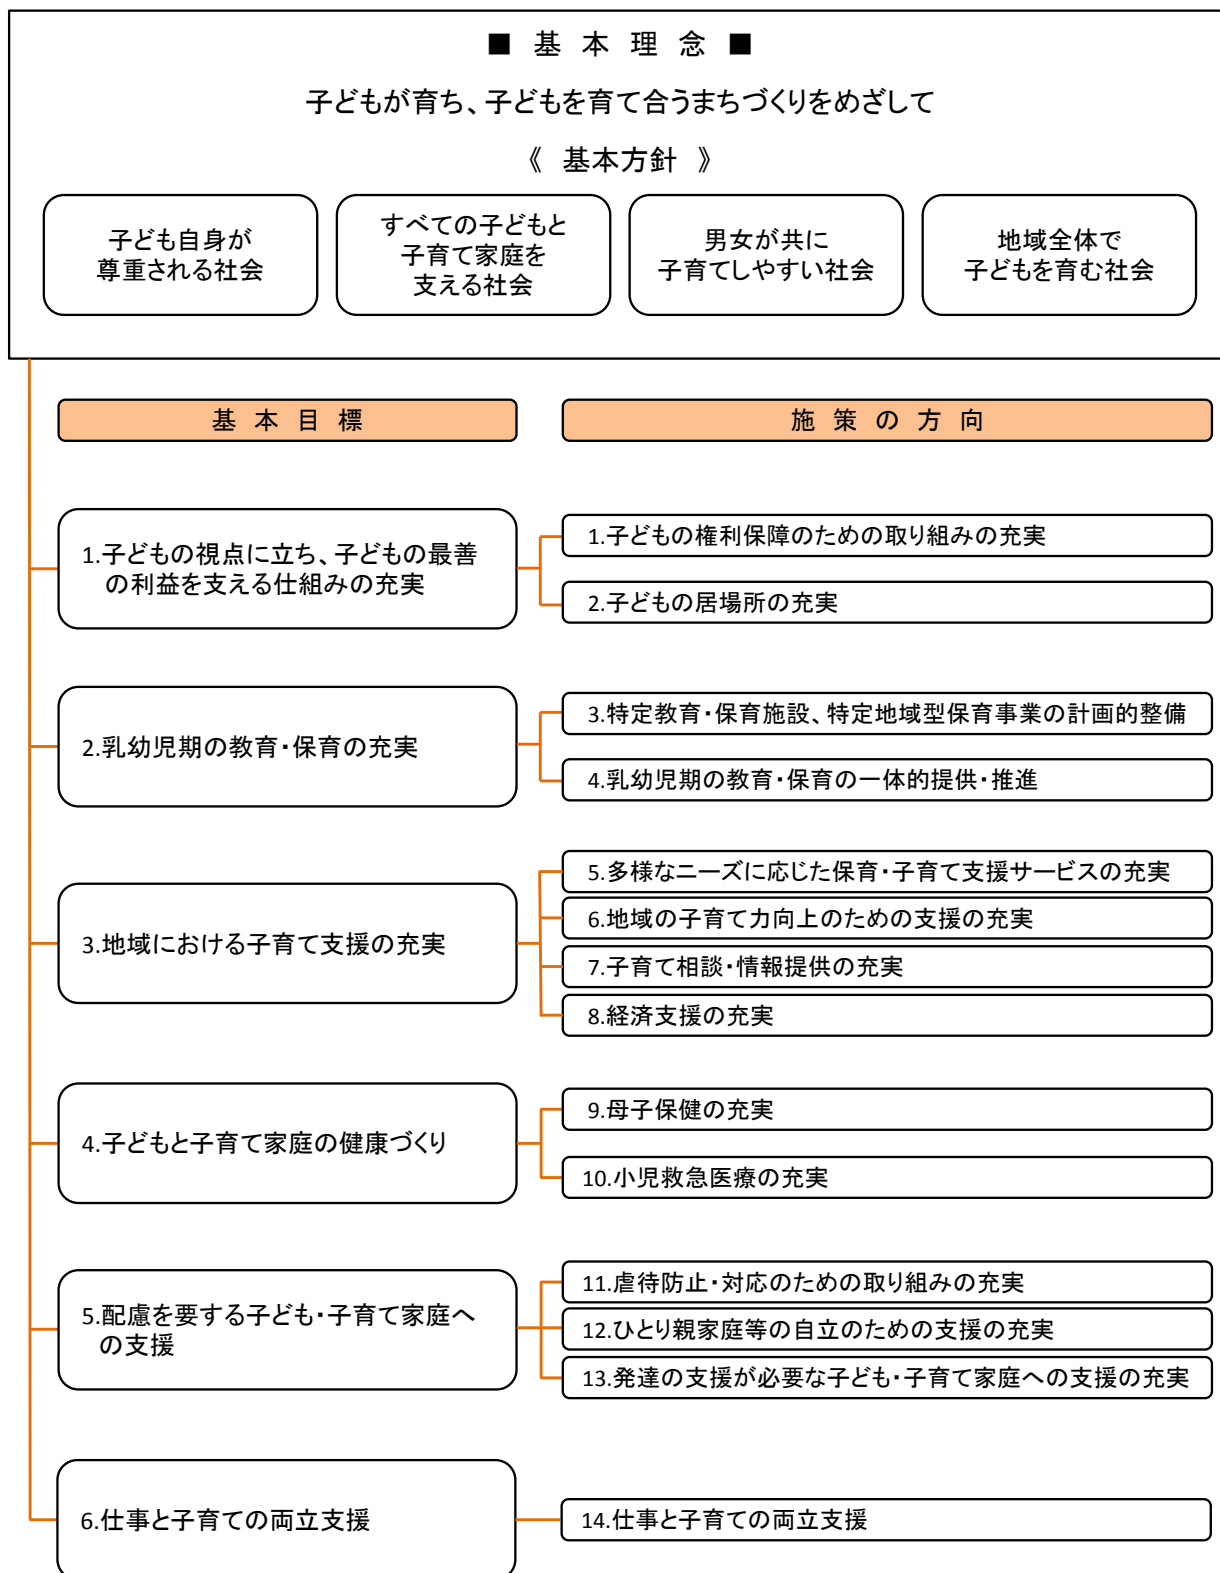 ■ 基 本 理 念 ■
子どもが育ち、子どもを育て合うまちづくりをめざして
《 基本方針 》
子ども自身が
尊重される社会
すべての子どもと
子育て家庭を
支える社会
男女が共に
子育てしやすい社会
地域全体で
子どもを育む社会
基 本 目 標
施 策 の 方 向
1.子どもの視点に立ち、子どもの最善
の利益を支える仕組みの充実
1.子どもの権利保障のための取り組みの充実
2.子どもの居場所の充実
2.乳幼児期の教育・保育の充実
3.特定教育・保育施設、特定地域型保育事業の計画的整備
4.乳幼児期の教育・保育の一体的提供・推進
3.地域における子育て支援の充実
5.多様なニーズに応じた保育・子育て支援サービスの充実
6.地域の子育て力向上のための支援の充実
7.子育て相談・情報提供の充実
8.経済支援の充実
4.子どもと子育て家庭の健康づくり
9.母子保健の充実
10.小児救急医療の充実
5.配慮を要する子ども・子育て家庭へ
の支援
11.虐待防止・対応のための取り組みの充実
12.ひとり親家庭等の自立のための支援の充実
13.発達の支援が必要な子ども・子育て家庭への支援の充実
6.仕事と子育ての両立支援
14.仕事と子育ての両立支援